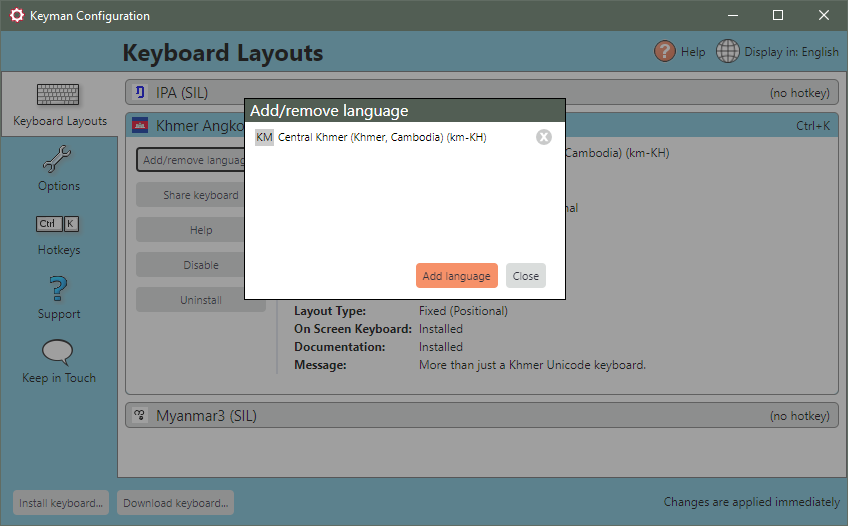 Keyman Configuration
Keyboard Layouts
Help
Display in: English
Keyboard Layouts
Options
Ctrl K
Hotkeys
Support
Keep in Touch
IPA (SIL)
(no hotkey)
Khmer Angko
Ctrl+K
Add/remove languag
Share keyboard
Help
Disable
Uninstall
Add/remove language
KM Central Khmer (Khmer, Cambodia) (km-KH)
Add language
Close
Cambodia) (km-KH)
nal
Layout Type: Fixed (Positional)
On Screen Keyboard: Installed
Documentation: Installed
Message: More than just a Khmer Unicode keyboard.
Myanmar3 (SIL)
(no hotkey)
Install keyboard...
Download keyboard...
Changes are applied immediately